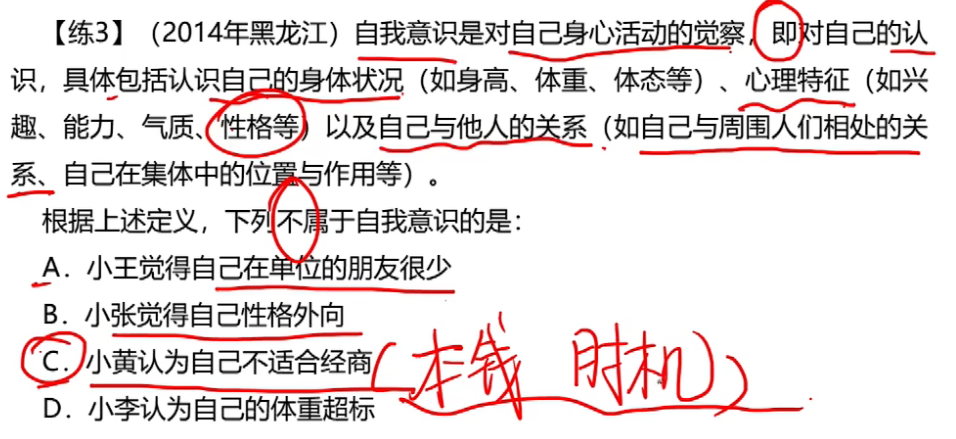 【练3】（2014年黑龙江）自我意识是对自己身心活动的觉察，即对自己的认
识，具体包括认识自己的身体状况（如身高、体重、体态等）、心理特征（如兴
趣、能力、气质、性格等）以及自己与他人的关系（如自己与周围人们相处的关
系、自己在集体中的位置与作用等）。
根据上述定义，下列不属于自我意识的是：
A．小王觉得自己在单位的朋友很少
B．小张觉得自己性格外向
C．小黄认为自己不适合经商（本钱 时机）
D．小李认为自己的体重超标